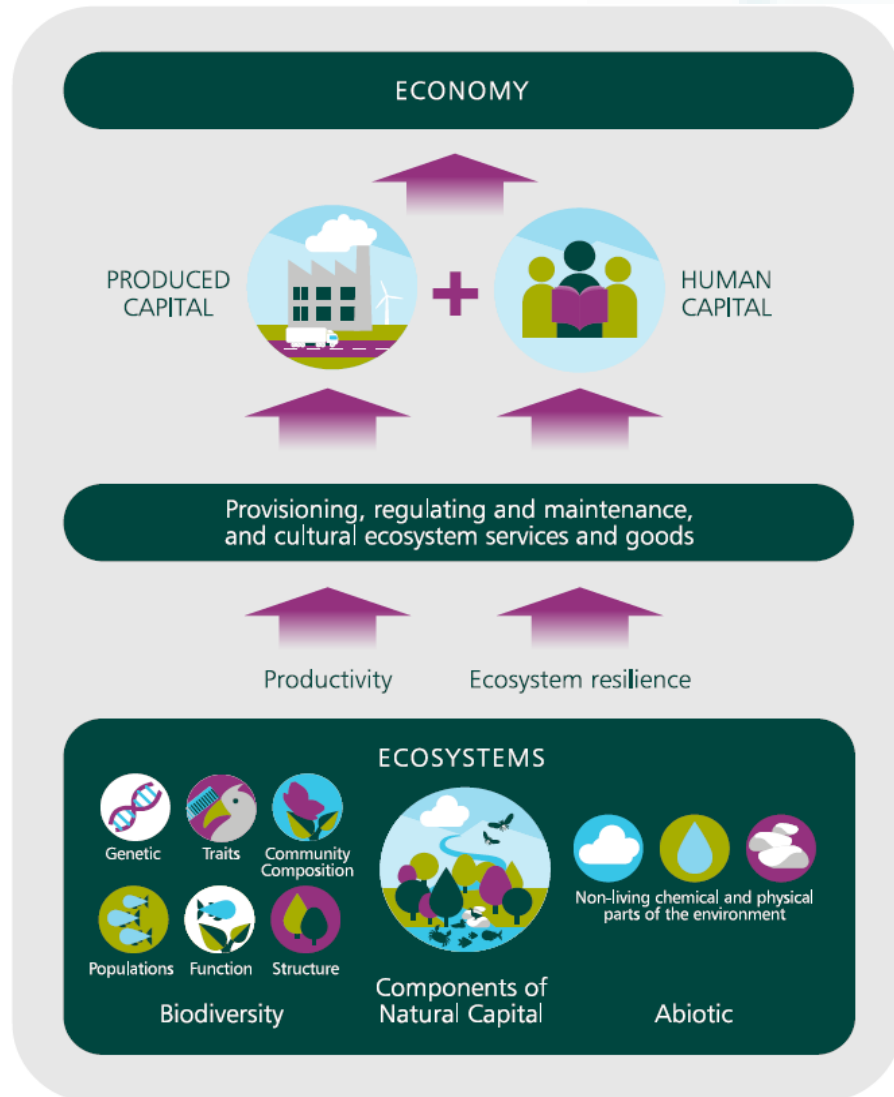 ECONOMY
PRODUCED
CAPITAL
HUMAN
CAPITAL
Provisioning, regulating and maintenance,
and cultural ecosystem services and goods
Productivity
Ecosystem resilience
ECOSYSTEMS
Genetic
Traits
Community
Composition
Populations
Function
Structure
Biodiversity
Components of
Natural Capital
Non-living chemical and physical
parts of the environment
Abiotic